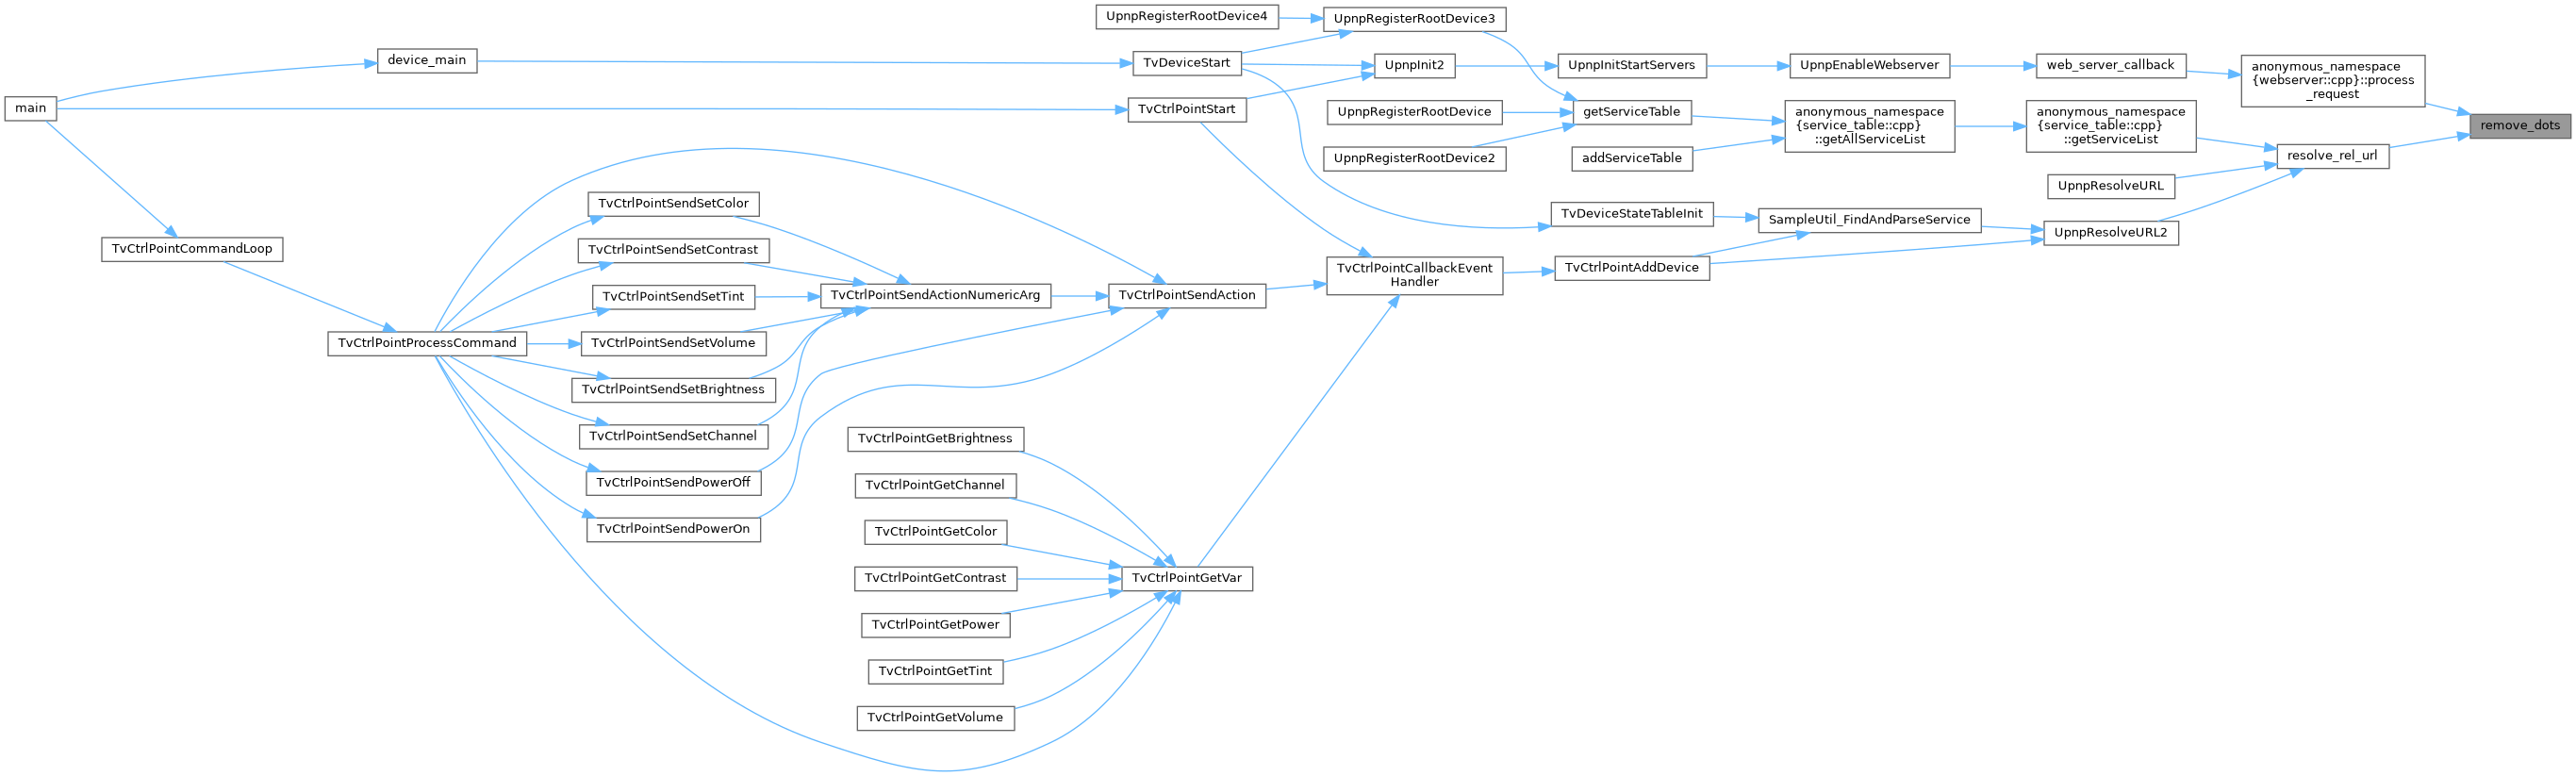 UpnpRegisterRootDevice4
UpnpRegisterRootDevice3
device_main
TvDeviceStart
UpnpInit2
UpnpInitStartServers
UpnpEnableWebserver
web_server_callback
anonymous_namespace
{webserver::cpp}::process
_request
main
TvCtrlPointStart
UpnpRegisterRootDevice
getServiceTable
anonymous_namespace
{service_table::cpp}
::getAllServiceList
anonymous_namespace
{service_table::cpp}
::getServiceList
remove_dots
UpnpRegisterRootDevice2
addServiceTable
resolve_rel_url
UpnpResolveURL
TvCtrlPointSendSetColor
TvDeviceStateTableInit
SampleUtil_FindAndParseService
UpnpResolveURL2
TvCtrlPointCommandLoop
TvCtrlPointSendSetContrast
TvCtrlPointCallbackEvent
Handler
TvCtrlPointAddDevice
TvCtrlPointSendSetTint
TvCtrlPointSendActionNumericArg
TvCtrlPointSendAction
TvCtrlPointProcessCommand
TvCtrlPointSendSetVolume
TvCtrlPointSendSetBrightness
TvCtrlPointSendSetChannel
TvCtrlPointGetBrightness
TvCtrlPointSendPowerOff
TvCtrlPointGetChannel
TvCtrlPointSendPowerOn
TvCtrlPointGetColor
TvCtrlPointGetContrast
TvCtrlPointGetVar
TvCtrlPointGetPower
TvCtrlPointGetTint
TvCtrlPointGetVolume